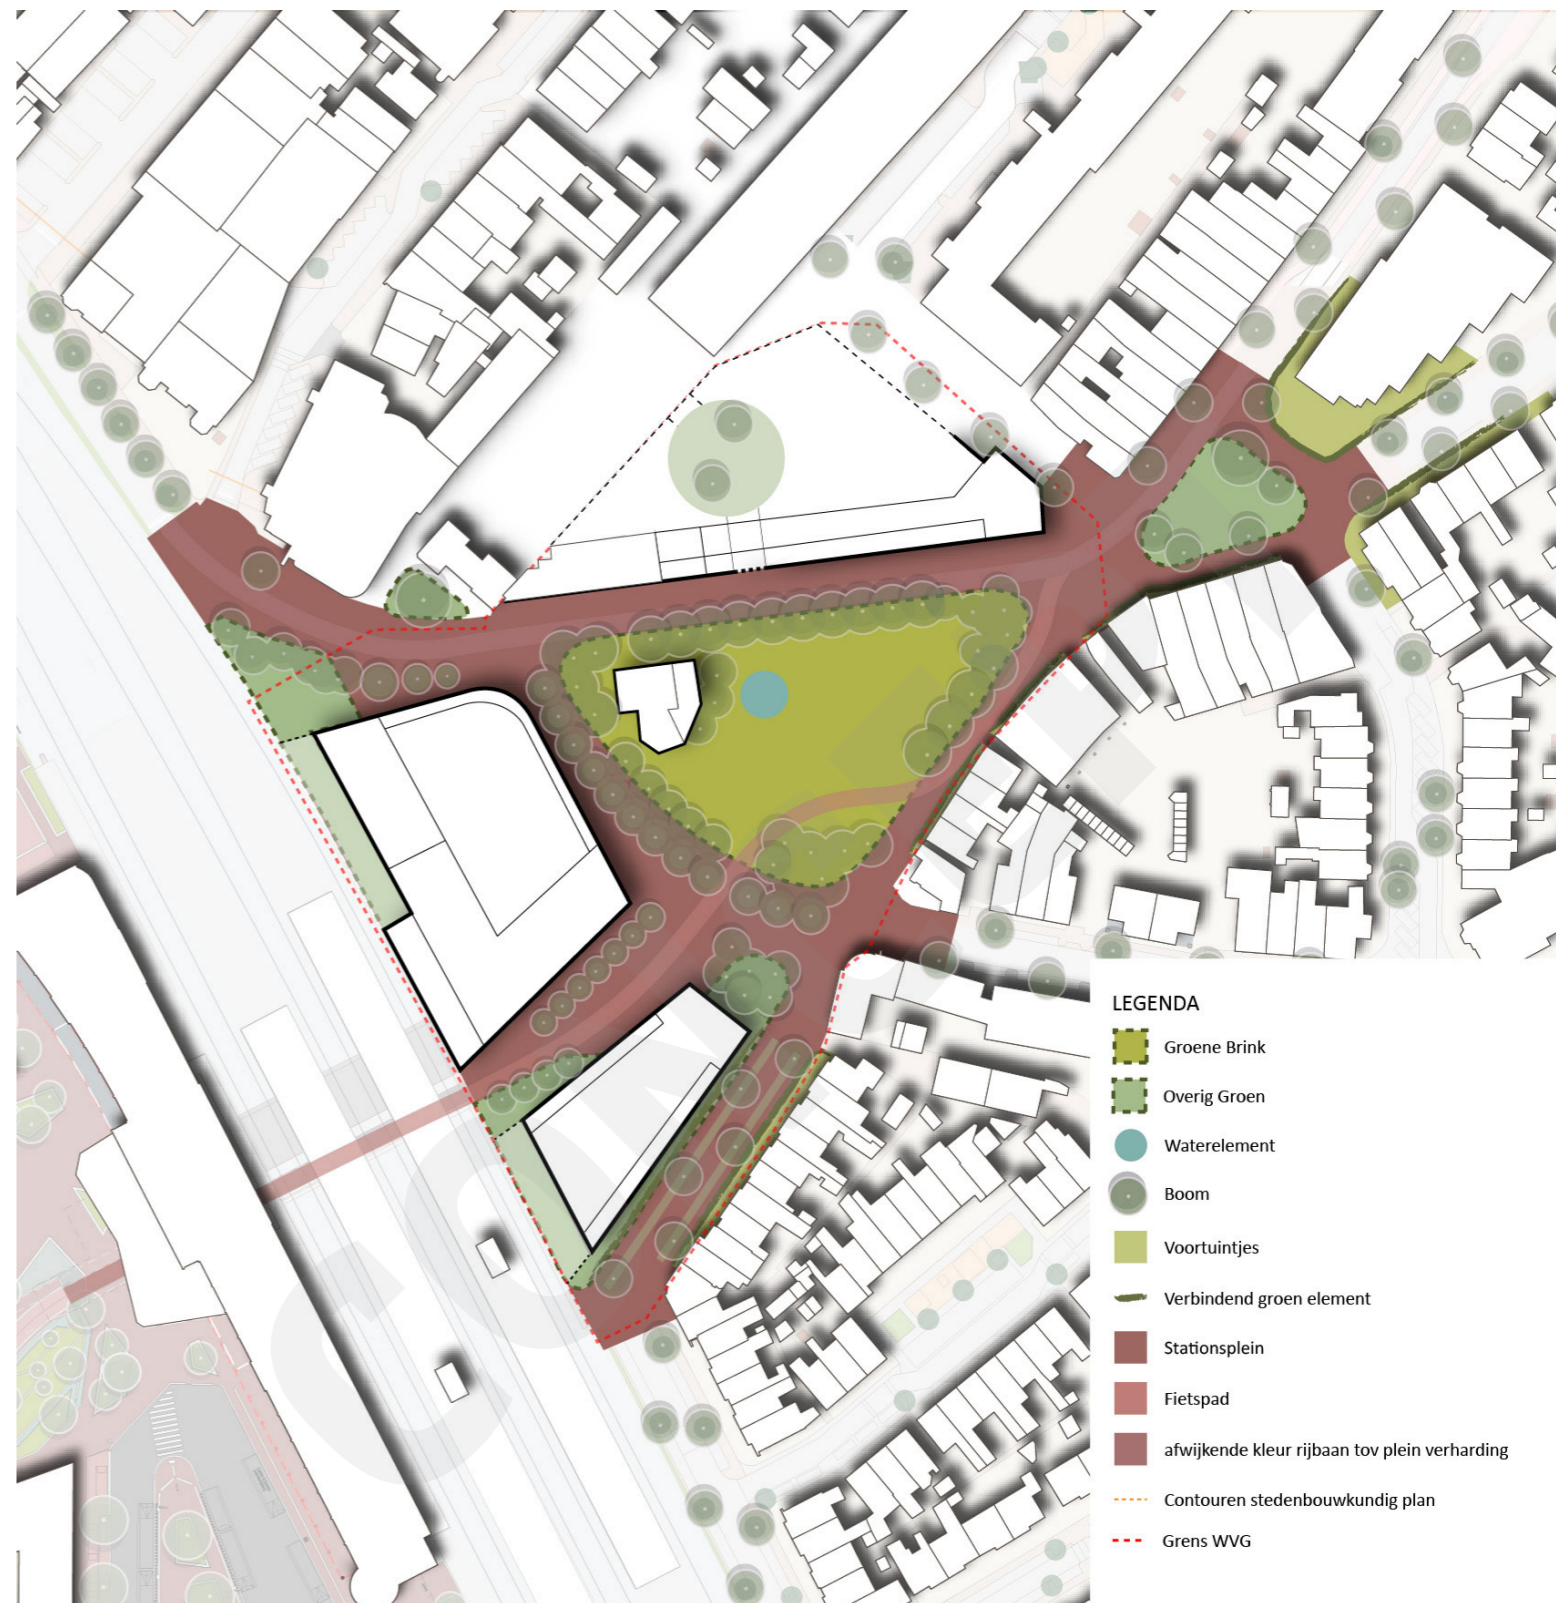 CONCEPT
LEGENDA
Groene Brink
Overig Groen
Waterelement
Boom
Voortuintjes
Verbindend groen element
Stationsplein
Fietspad
afwijkende kleur rijbaan tov plein verharding
Contouren stedenbouwkundig plan
Grens WVG